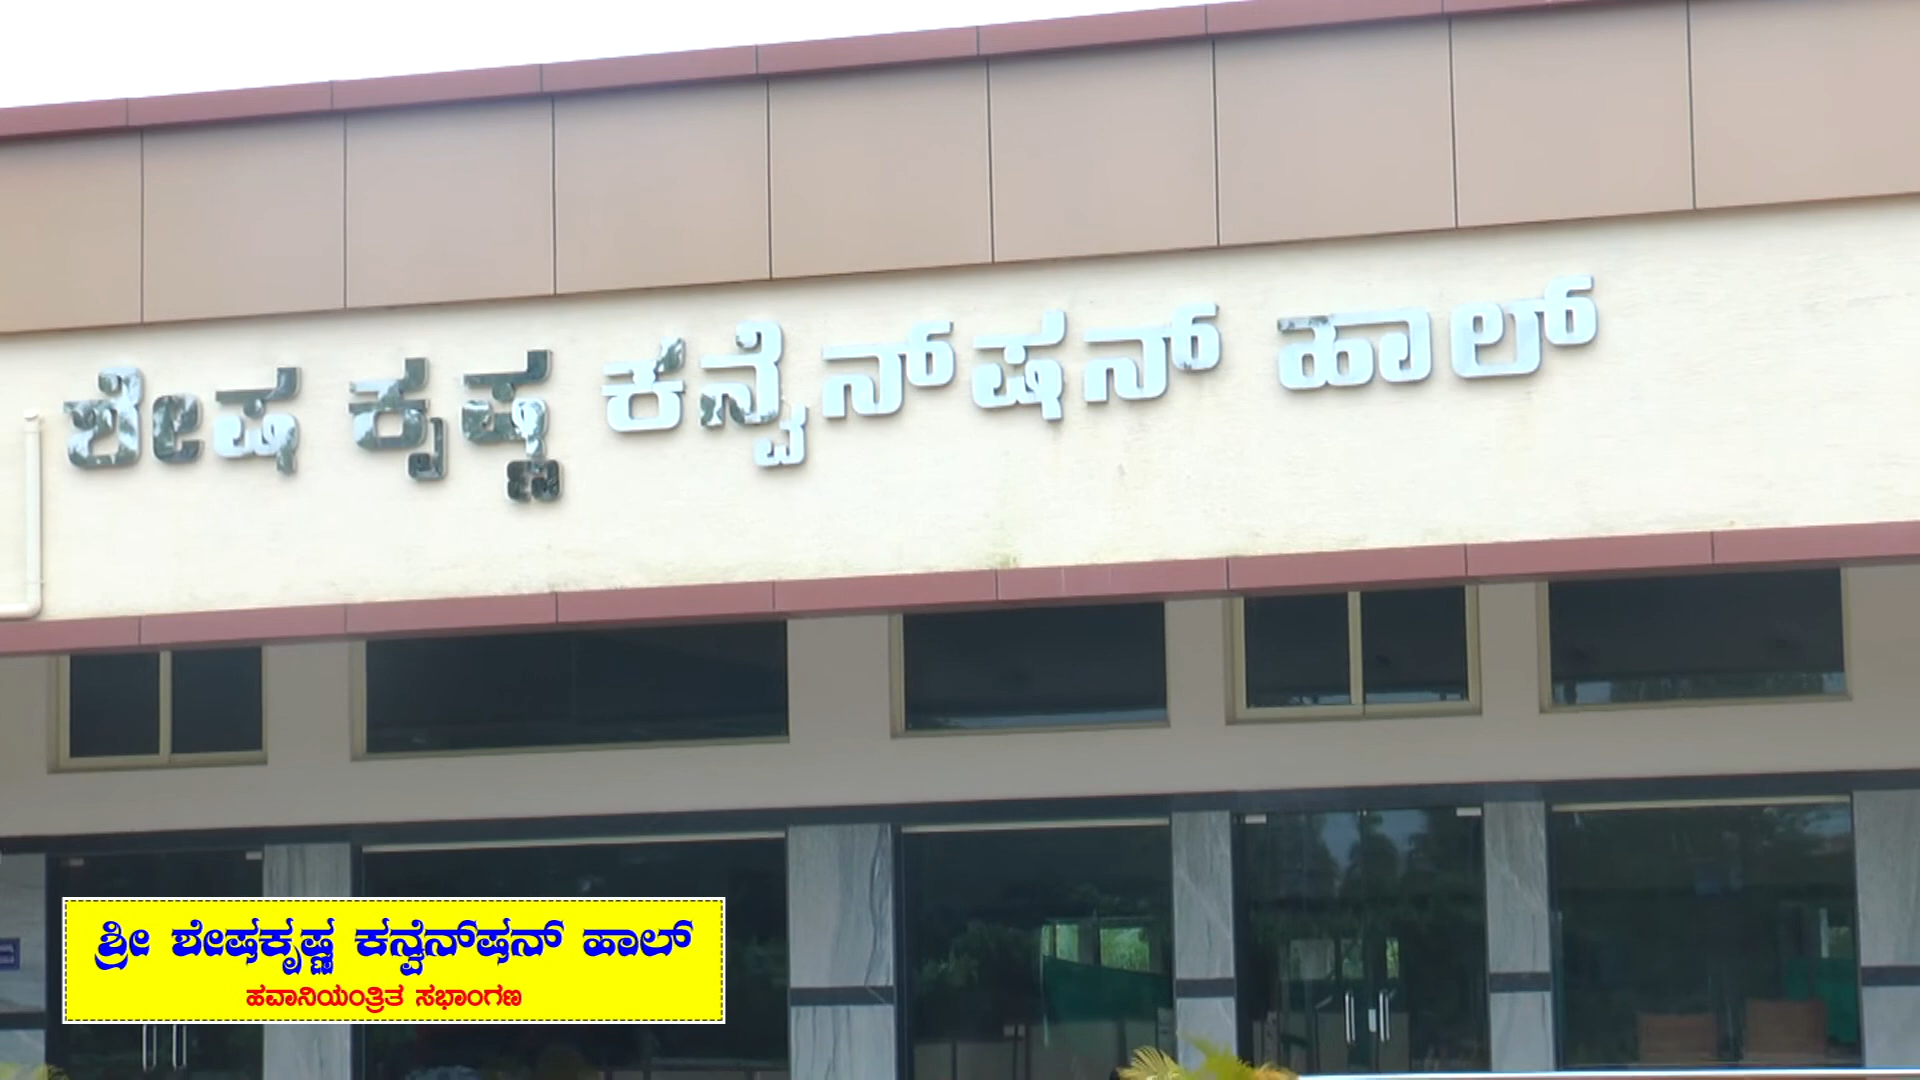 ಶೇಷ ಕೃಷ್ಣ ಕನ್ವೆನ್‌ಷನ್ ಹಾಲ್
ಶ್ರೀ ಶೇಷಕೃಷ್ಣ ಕನ್ವೆನ್‌ಷನ್ ಹಾಲ್
ಹವಾನಿಯಂತ್ರಿತ ಸಭಾಂಗಣ